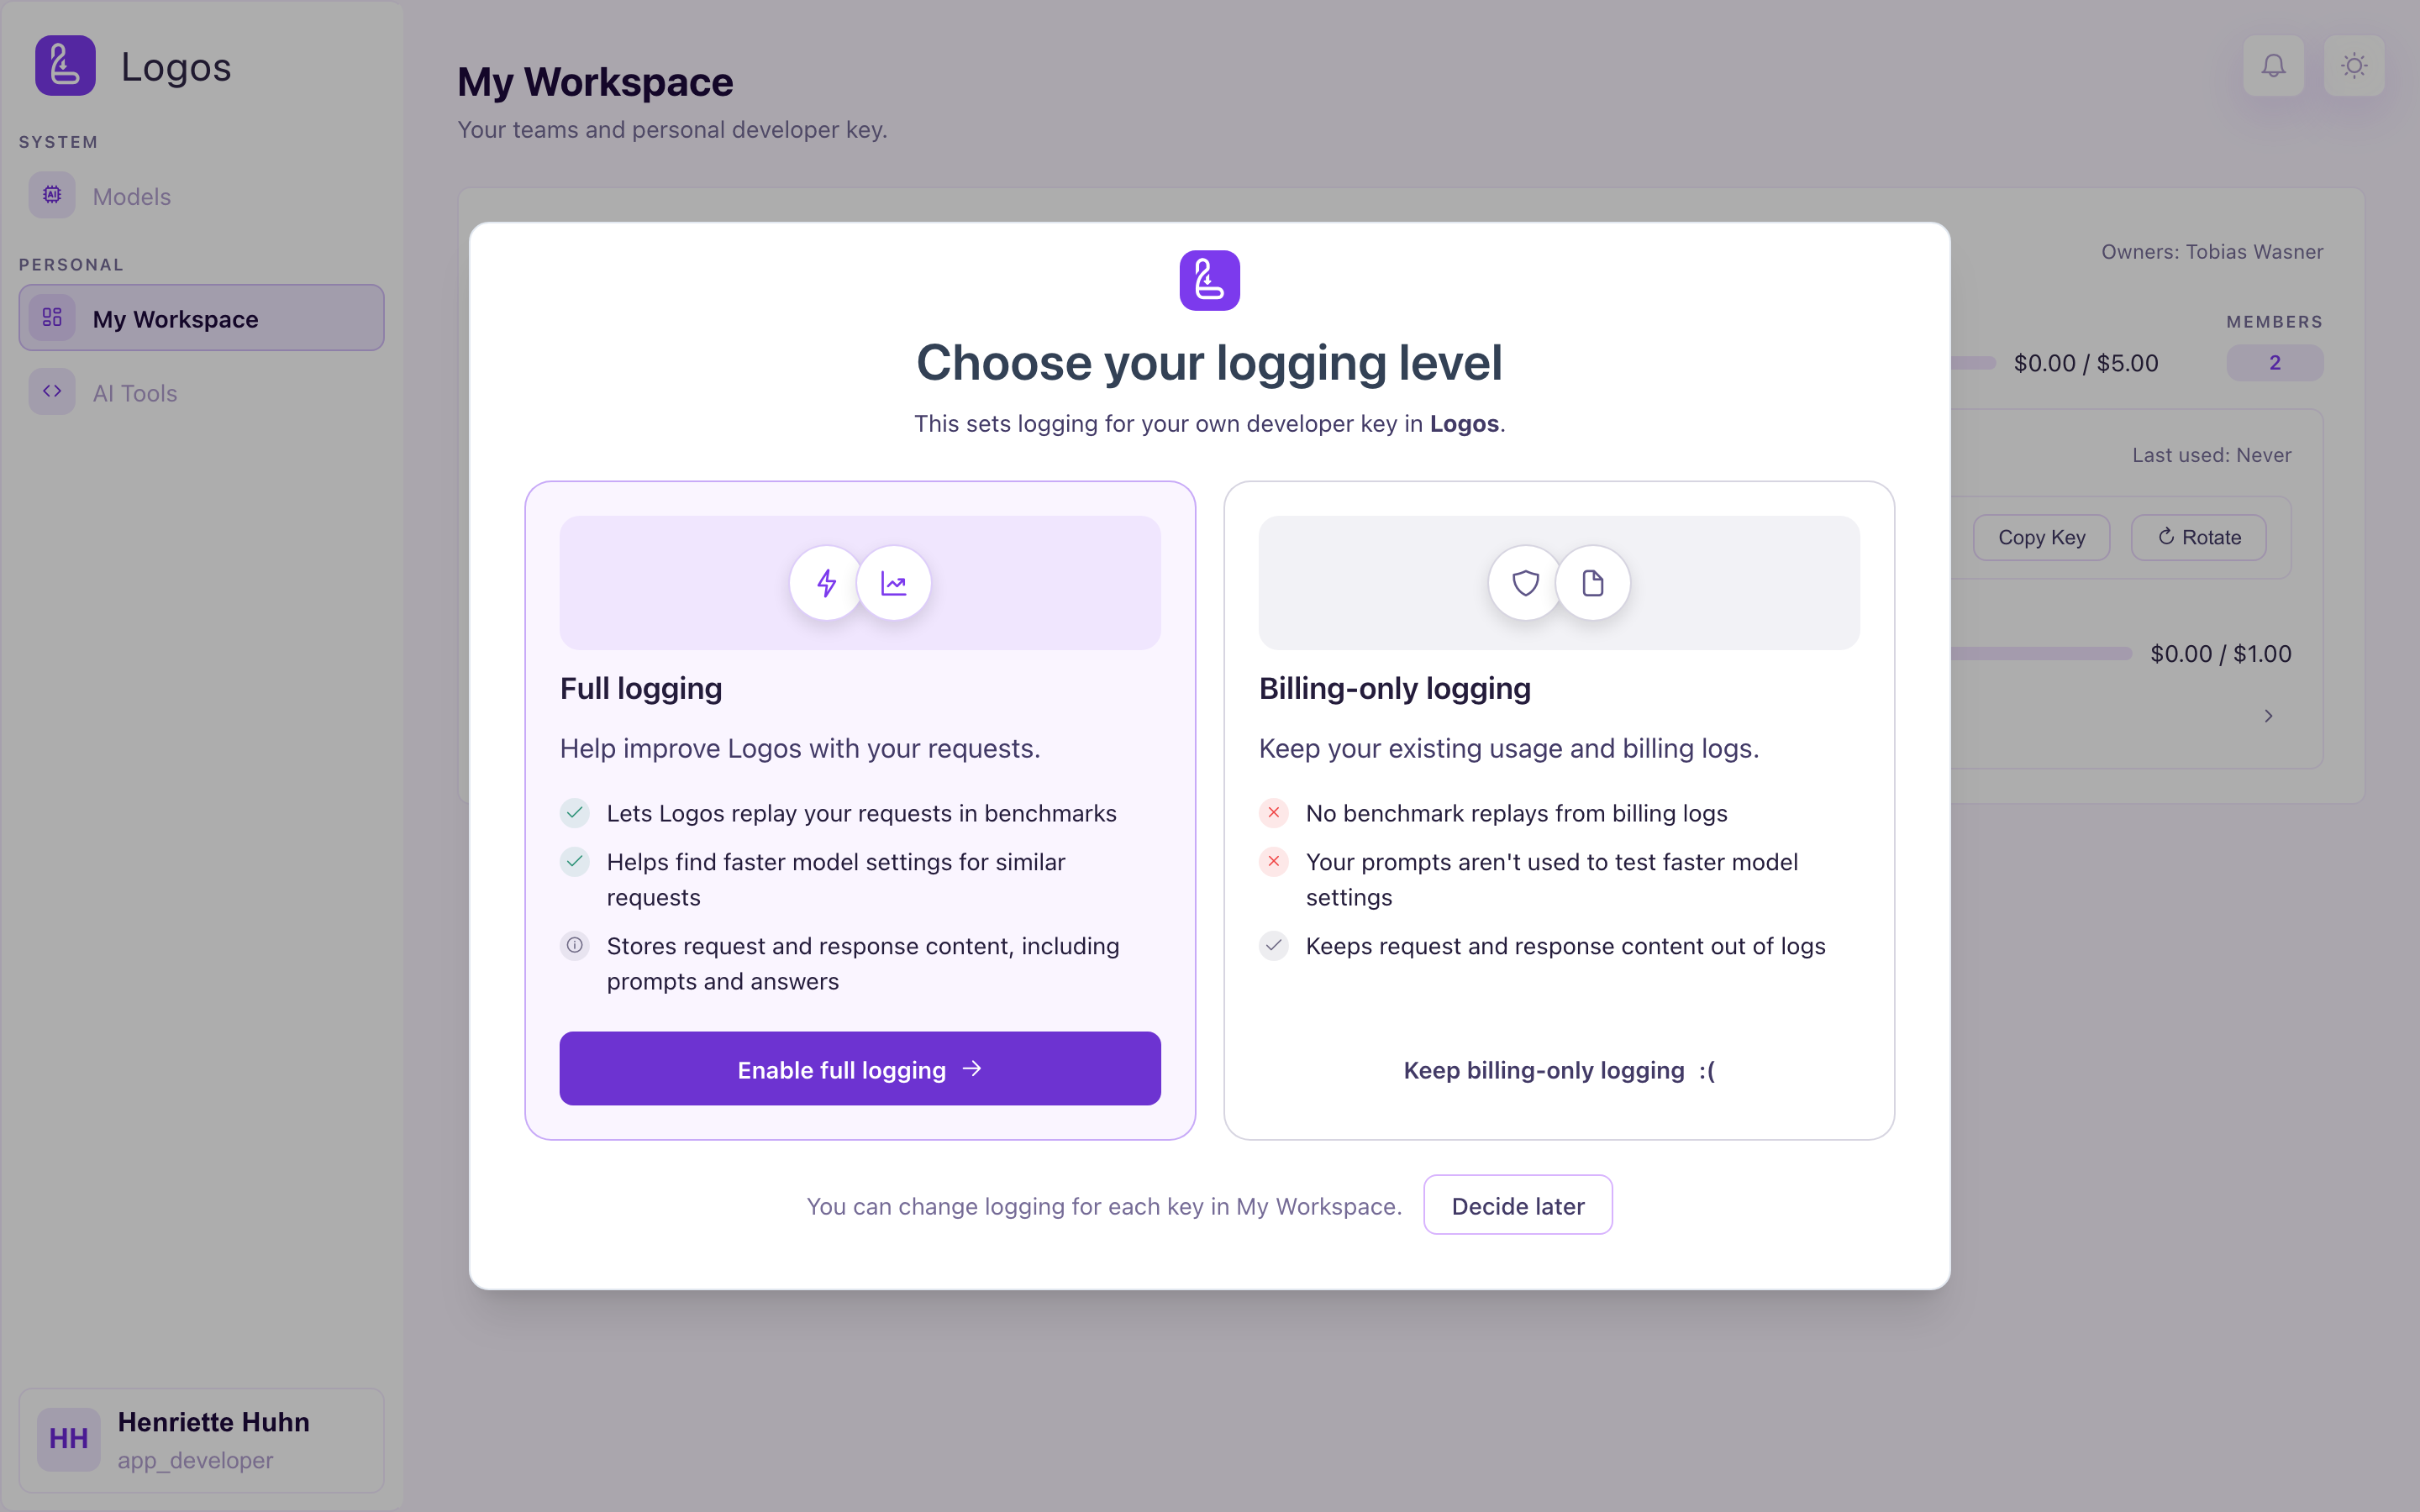 Logos
SYSTEM
Models
PERSONAL
My Workspace
AI Tools
HH
Henriette Huhn
app_developer
My Workspace
Your teams and personal developer key.
Owners: Tobias Wasner
MEMBERS
$0.00 / $5.00
2
Last used: Never
Copy Key
Rotate
$0.00 / $1.00
Choose your logging level
This sets logging for your own developer key in Logos.
Full logging
Help improve Logos with your requests.
Lets Logos replay your requests in benchmarks
Helps find faster model settings for similar
requests
Stores request and response content, including
prompts and answers
Enable full logging →
Billing-only logging
Keep your existing usage and billing logs.
No benchmark replays from billing logs
Your prompts aren't used to test faster model
settings
Keeps request and response content out of logs
Keep billing-only logging :(
You can change logging for each key in My Workspace.
Decide later